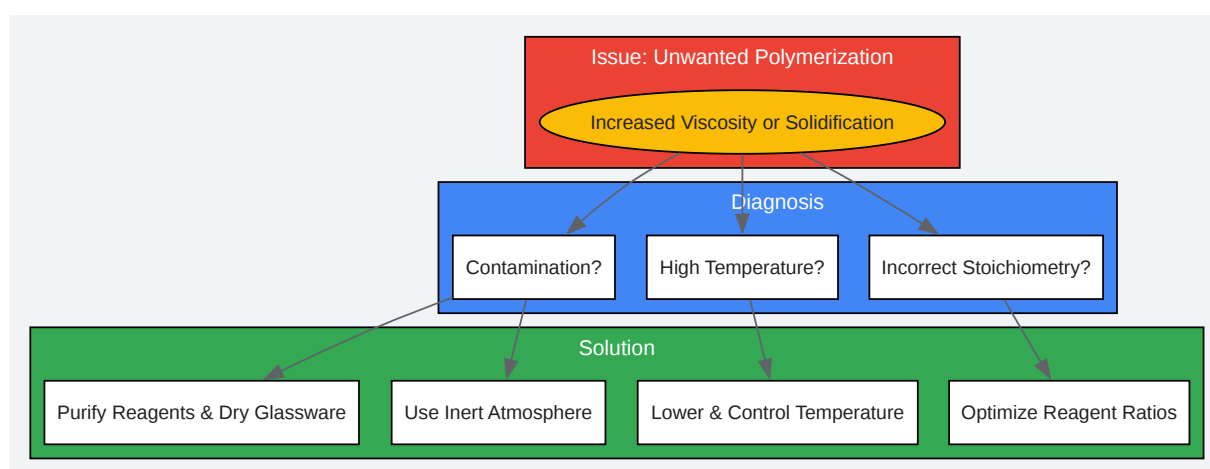 Issue: Unwanted Polymerization
Increased Viscosity or Solidification
Diagnosis
Contamination?
High Temperature?
Incorrect Stoichiometry?
Solution
Purify Reagents & Dry Glassware
Use Inert Atmosphere
Lower & Control Temperature
Optimize Reagent Ratios